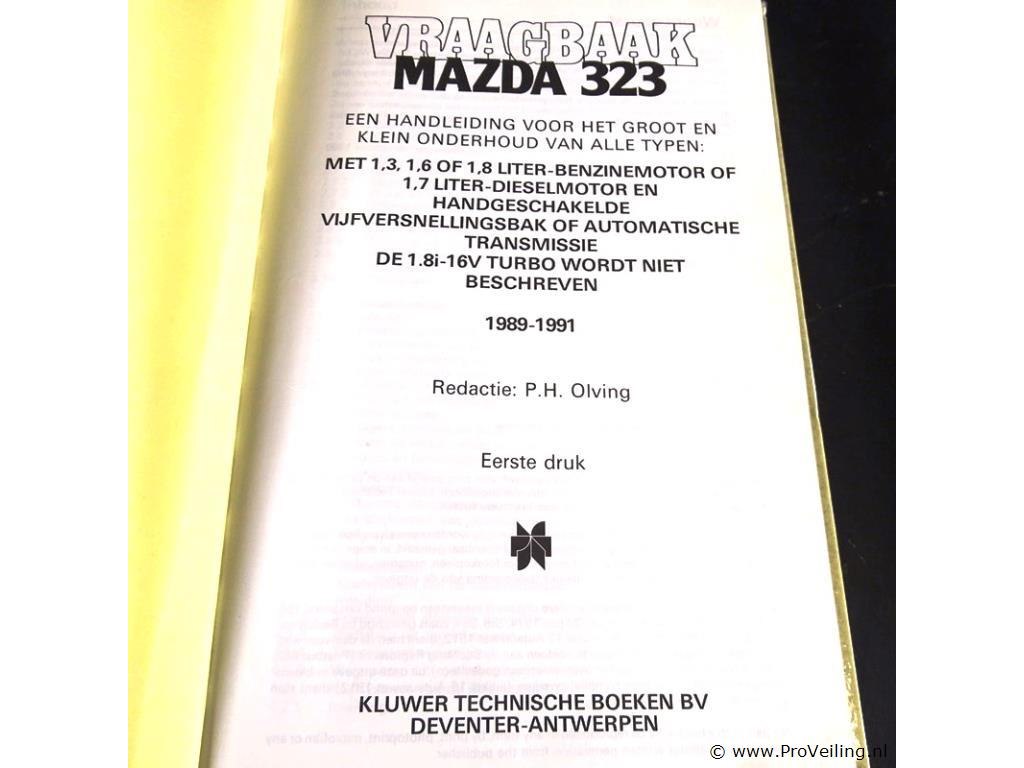 VRAAGBAAK
MAZDA 323
EEN HANDLEIDING VOOR HET GROOT EN
KLEIN ONDERHOUD VAN ALLE TYPEN:
MET 1,3, 1,6 OF 1,8 LITER-BENZINEMOTOR OF
1,7 LITER-DIESELMOTOR EN
HANDGESCHAKELDE
VIJFVERSNELLINGSBAK OF AUTOMATISCHE
TRANSMISSIE
DE 1.8i-16V TURBO WORDT NIET
BESCHREVEN
1989-1991
Redactie: P.H. Olving
Eerste druk
KLUWER TECHNISCHE BOEKEN BV
DEVENTER-ANTWERPEN
© www.ProVeiling.nl